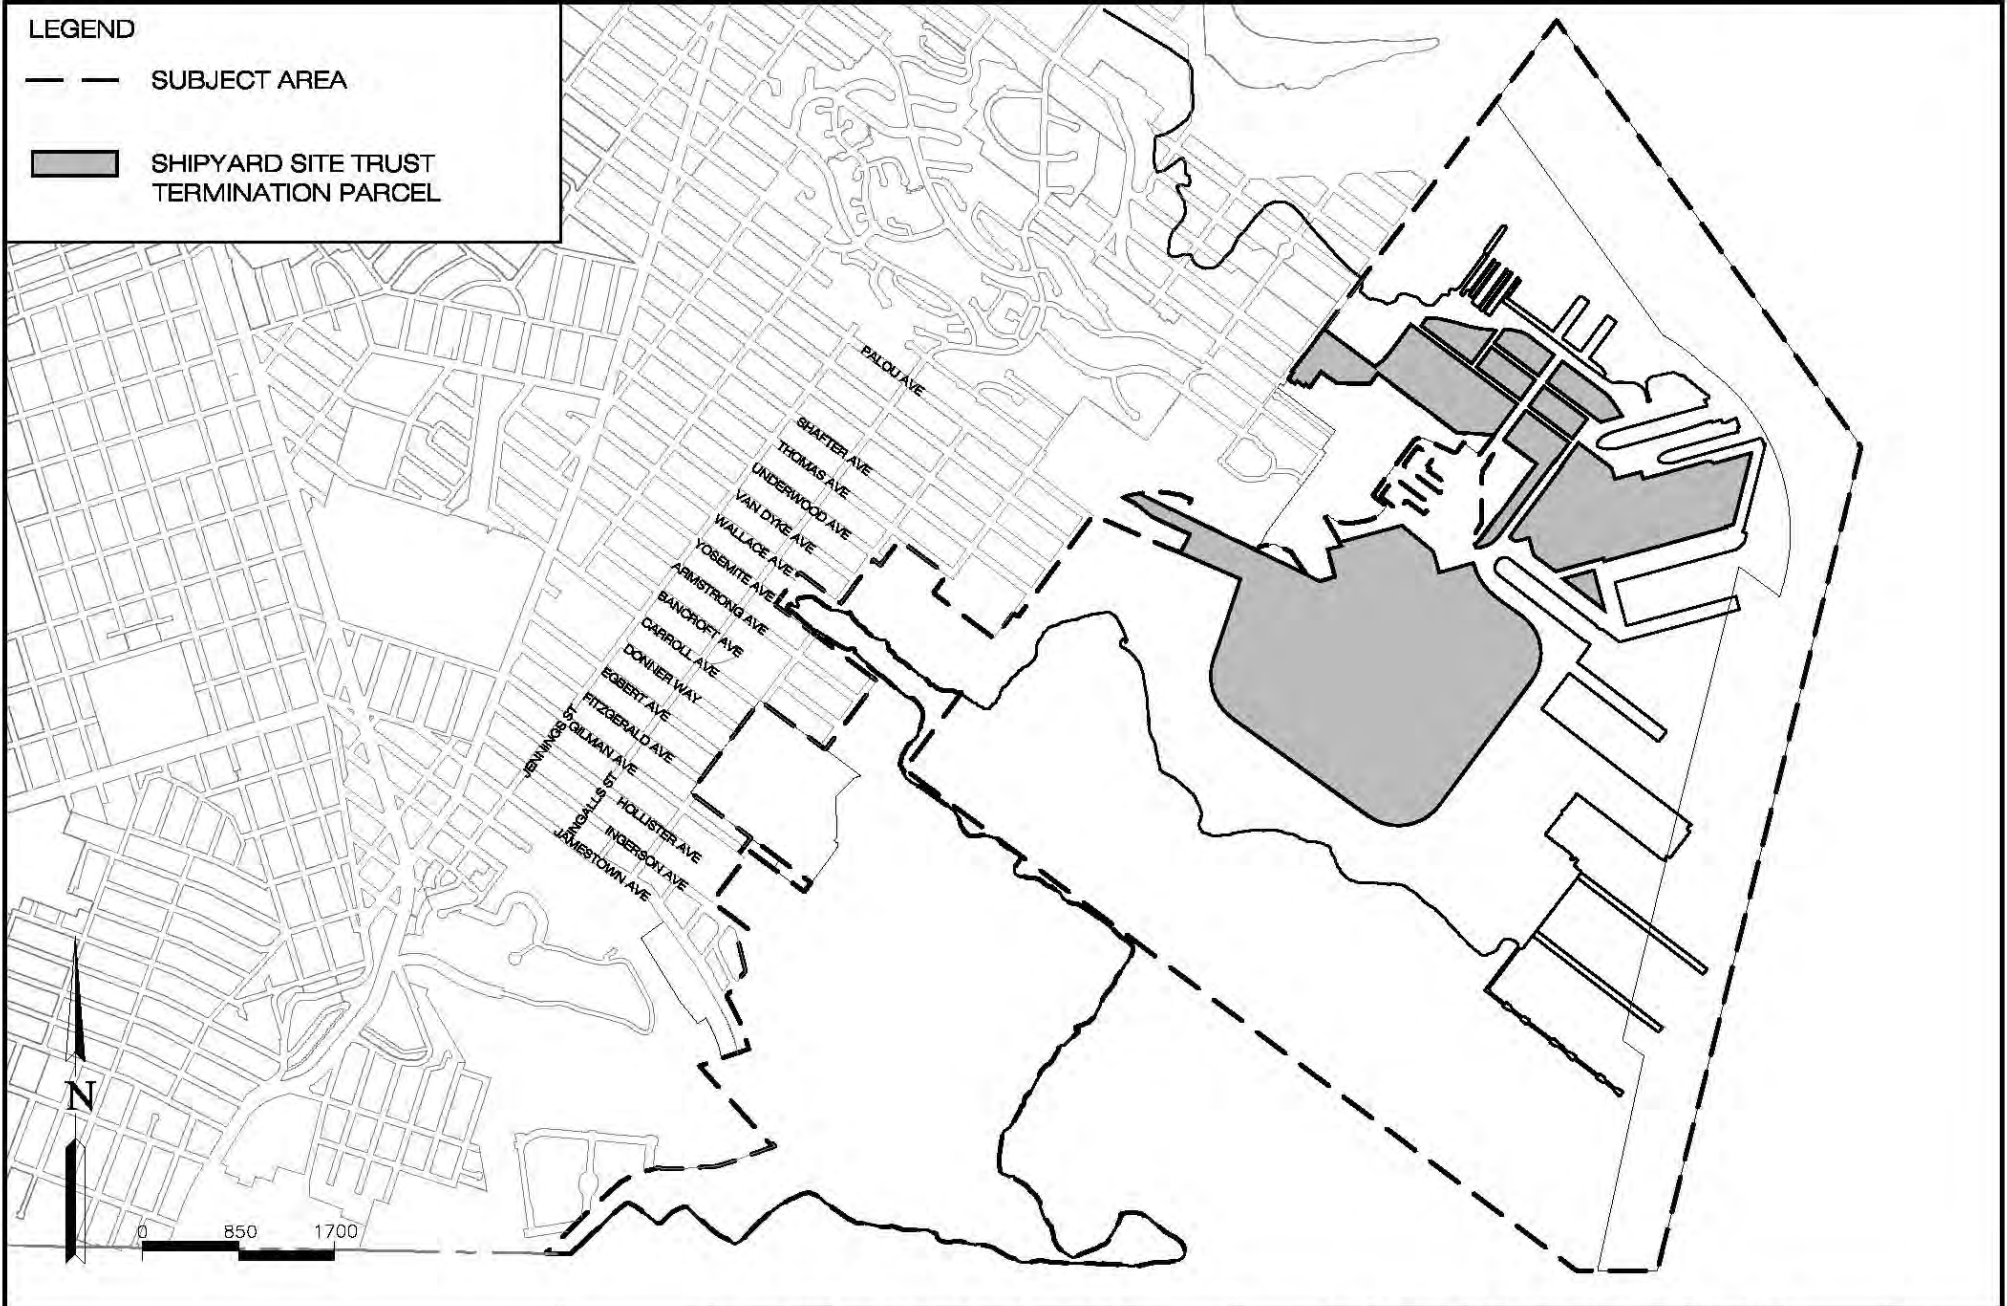 LEGEND
SUBJECT AREA
SHIPYARD SITE TRUST
TERMINATION PARCEL
PALOU AVE
SHAFTER AVE
THOMAS AVE
UNDERWOOD AVE
VAN DYKE AVE
WALLACE AVE
YOSEMITE AVE
ARMSTRONG AVE
BANCROFT AVE
CARROLL AVE
DONNER WAY
EGBERT AVE
FITZGERALD AVE
GILMAN AVE
JENNINGS ST
INGALLS ST
HOLLISTER AVE
INGERSON AVE
JAMESTOWN AVE
N
0 850 1700